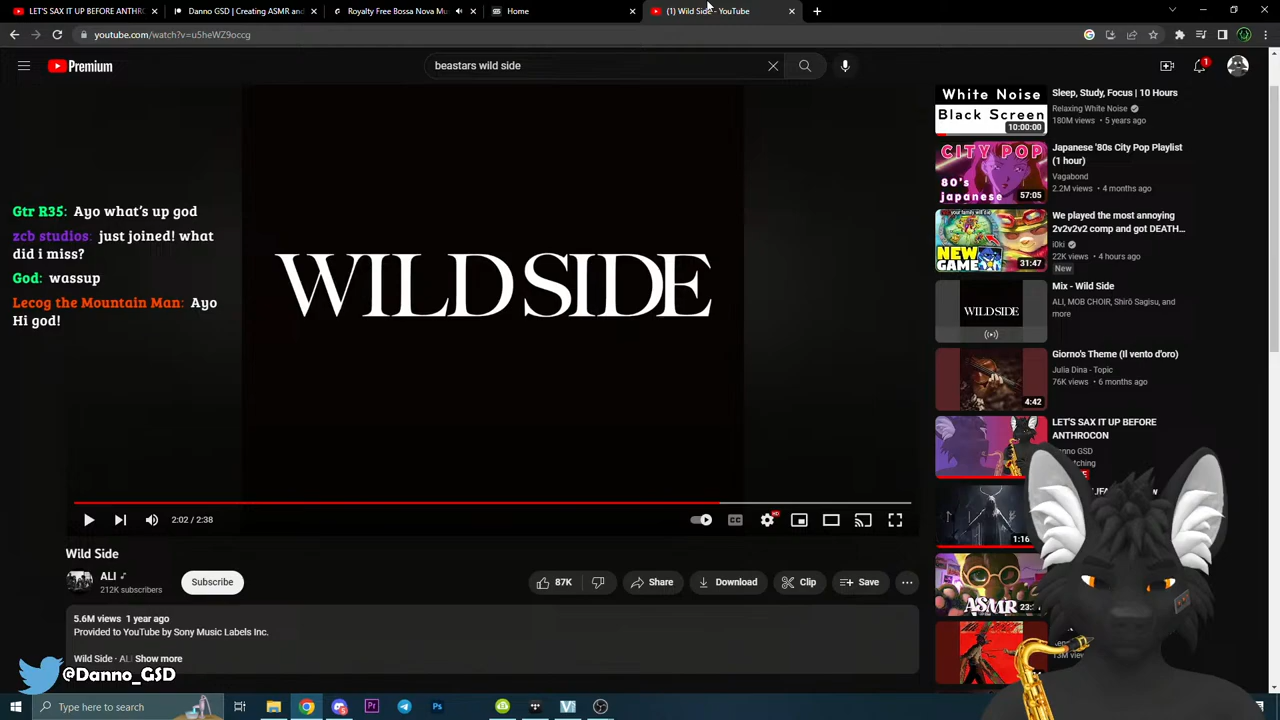 LET'S SAX IT UP BEFORE ANTHRO
Danno GSD | Creating ASMR and
Royalty Free Bossa Nova Mu
Home
(1) Wild Side - YouTube
youtube.com/watch?v=u5heWZ9occg
Premium
beastars wild side
1
White Noise
Black Screen
10:00:00
Sleep, Study, Focus | 10 Hours
Relaxing White Noise
180M views • 5 years ago
CITY POP
80's
japanese
57:05
Japanese '80s City Pop Playlist
(1 hour)
Vagabond
2.2M views • 4 months ago
NEW
GAME
31:47
We played the most annoying
2v2v2v2 comp and got DEATH...
i0ki
22K views • 4 hours ago
New
WILD SIDE
Mix - Wild Side
ALI, MOB CHOIR, Shirō Sagisu, and
more
4:42
Giorno's Theme (Il vento d'oro)
Julia Dina - Topic
76K views • 6 months ago
LET'S SAX IT UP BEFORE
ANTHROCON
1:16
ASMR
Gtr R35: Ayo what's up god
zcb studios: just joined! what
did i miss?
God: wassup
Lecog the Mountain Man: Ayo
Hi god!
WILD SIDE
2:02 / 2:38
CC
HD
Wild Side
ALI
212K subscribers
Subscribe
87K
Share
Download
Clip
Save
5.6M views 1 year ago
Provided to YouTube by Sony Music Labels Inc.
Wild Side · ALI Show more
@Danno_GSD
Type here to search
Pr
Ps